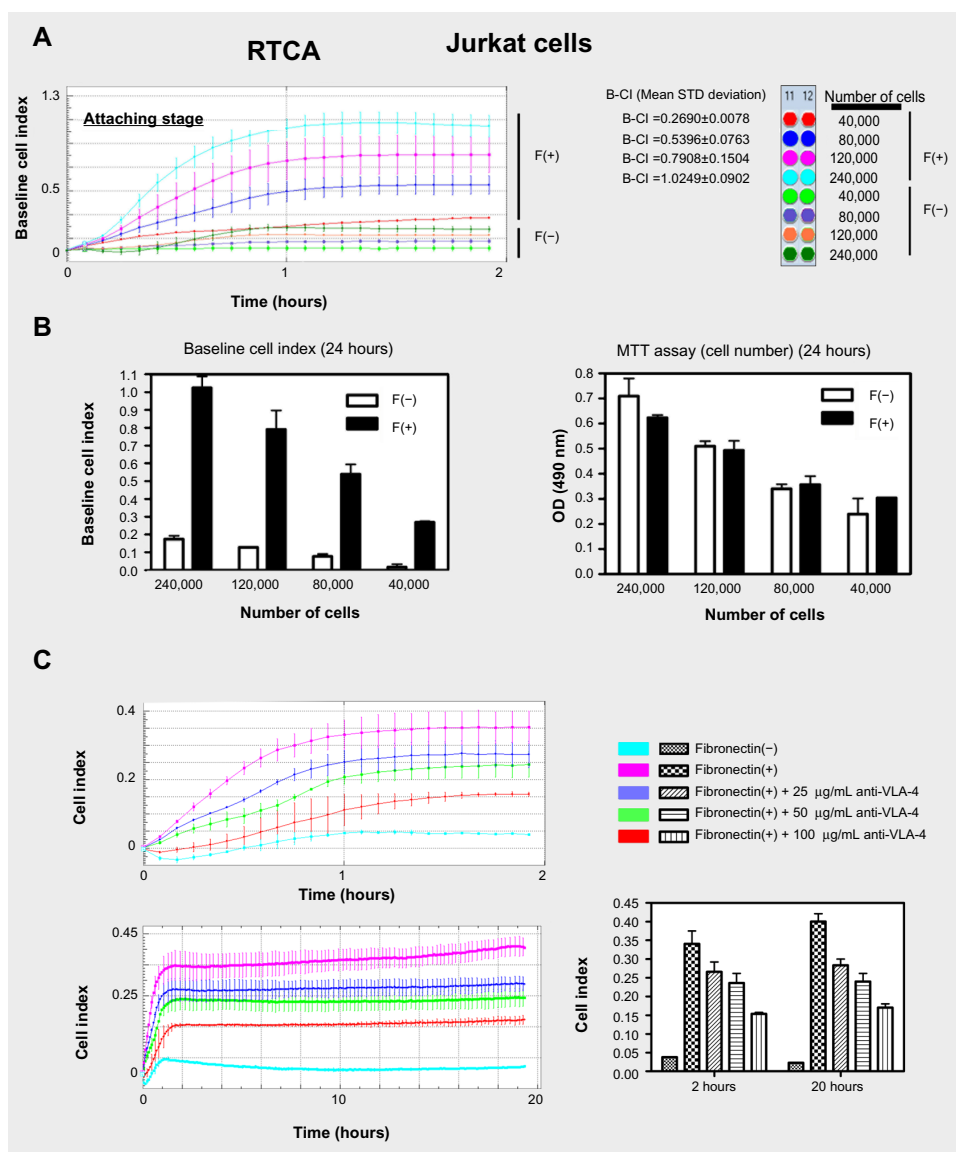 A
RTCA
Jurkat cells
Baseline cell index
1.3
0.5
0
Attaching stage
F(+)
F(−)
0
1
2
Time (hours)
B-CI (Mean STD deviation)
B-CI =0.2690±0.0078
B-CI =0.5396±0.0763
B-CI =0.7908±0.1504
B-CI =1.0249±0.0902
11 12
Number of cells
40,000
80,000
120,000
240,000
40,000
80,000
120,000
240,000
F(+)
F(−)
B
Baseline cell index (24 hours)
Baseline cell index
1.1
1.0
0.9
0.8
0.7
0.6
0.5
0.4
0.3
0.2
0.1
0.0
F(−)
F(+)
240,000 120,000 80,000 40,000
Number of cells
MTT assay (cell number) (24 hours)
OD (490 nm)
0.8
0.7
0.6
0.5
0.4
0.3
0.2
0.1
0.0
F(−)
F(+)
240,000 120,000 80,000 40,000
Number of cells
C
Cell index
0.4
0.2
0
0 1 2
Time (hours)
Fibronectin(−)
Fibronectin(+)
Fibronectin(+) + 25 μg/mL anti-VLA-4
Fibronectin(+) + 50 μg/mL anti-VLA-4
Fibronectin(+) + 100 μg/mL anti-VLA-4
Cell index
0.45
0.25
0
0 10 20
Time (hours)
Cell index
0.45
0.40
0.35
0.30
0.25
0.20
0.15
0.10
0.05
0.00
2 hours 20 hours